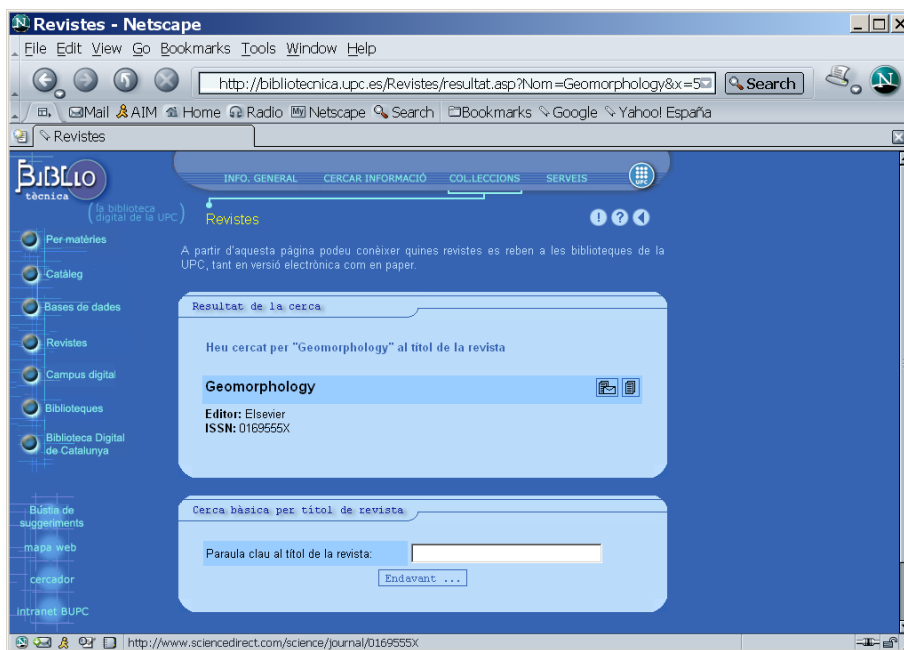 Revistes - Netscape
File Edit View Go Bookmarks Tools Window Help
http://bibliotecnica.upc.es/Revistes/resultat.asp?Nom=Geomorphology&x=5
Search
N
Mail AIM Home Radio Netscape Search Bookmarks Google Yahoo! España
Revistes
BIBLIO
tècnica
(la biblioteca
digital de la UPC)
INFO. GENERAL CERCAR INFORMACIÓ COL.LECCIONS SERVEIS
UPC
Revistes
! ?
A partir d'aquesta pàgina podeu conèixer quines revistes es reben a les biblioteques de la
UPC, tant en versió electrònica com en paper.
Per matèries
Catàleg
Bases de dades
Revistes
Campus digital
Biblioteques
Biblioteca Digital
de Catalunya
Bústia de
suggeriments
mapa web
cercador
intranet BUPC
Resultat de la cerca
Heu cercat per "Geomorphology" al títol de la revista
Geomorphology
Editor: Elsevier
ISSN: 0169555X
Cerca bàsica per títol de revista
Paraula clau al títol de la revista:
Endavant ...
http://www.sciencedirect.com/science/journal/0169555X